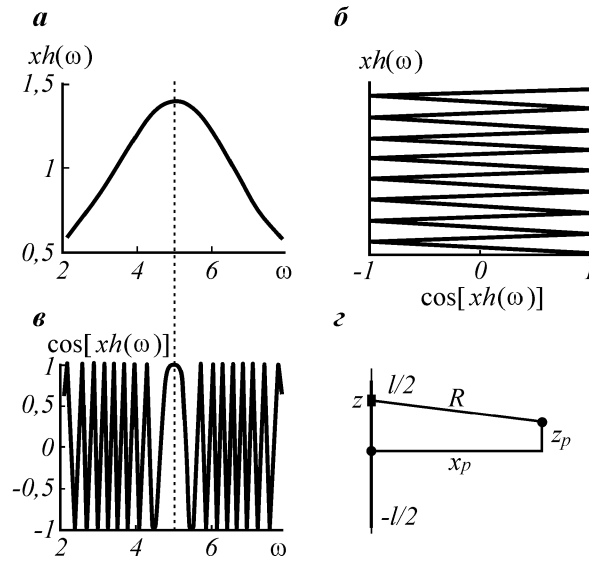 а
xh(ω)
1,5
1
0,5
2 4 6 ω
б
xh(ω)
-1 0 1
cos[xh(ω)]
в
cos[xh(ω)]
1
0,5
0
-0,5
-1
2 4 6 ω
г
l/2
z R
z_p
x_p
-l/2